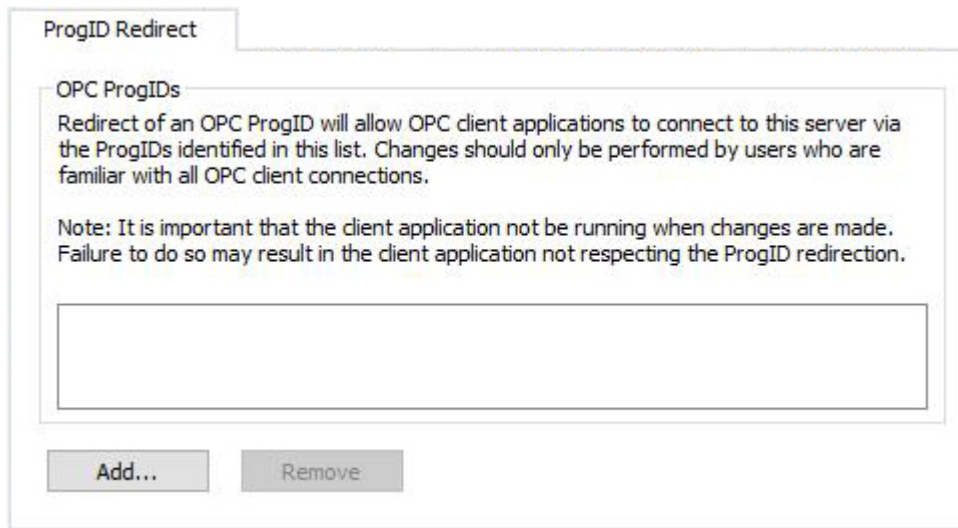 ProgID Redirect
OPC ProgIDs
Redirect of an OPC ProgID will allow OPC client applications to connect to this server via
the ProgIDs identified in this list. Changes should only be performed by users who are
familiar with all OPC client connections.
Note: It is important that the client application not be running when changes are made.
Failure to do so may result in the client application not respecting the ProgID redirection.
Add...
Remove